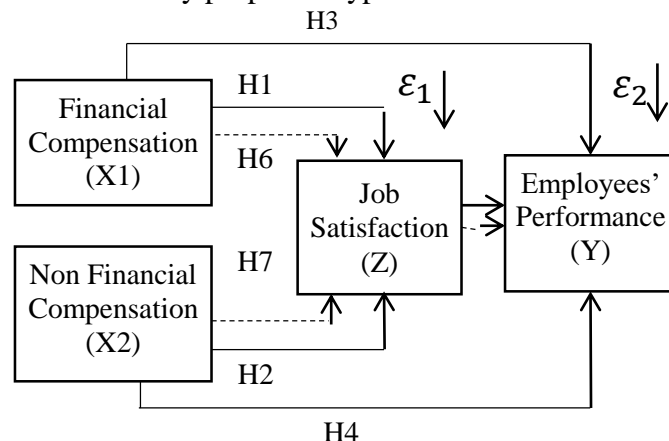 H3
H1
ε1
ε2
Financial
Compensation
(X1)
H6
Job
Satisfaction
(Z)
Employees’
Performance
(Y)
H7
Non Financial
Compensation
(X2)
H2
H4